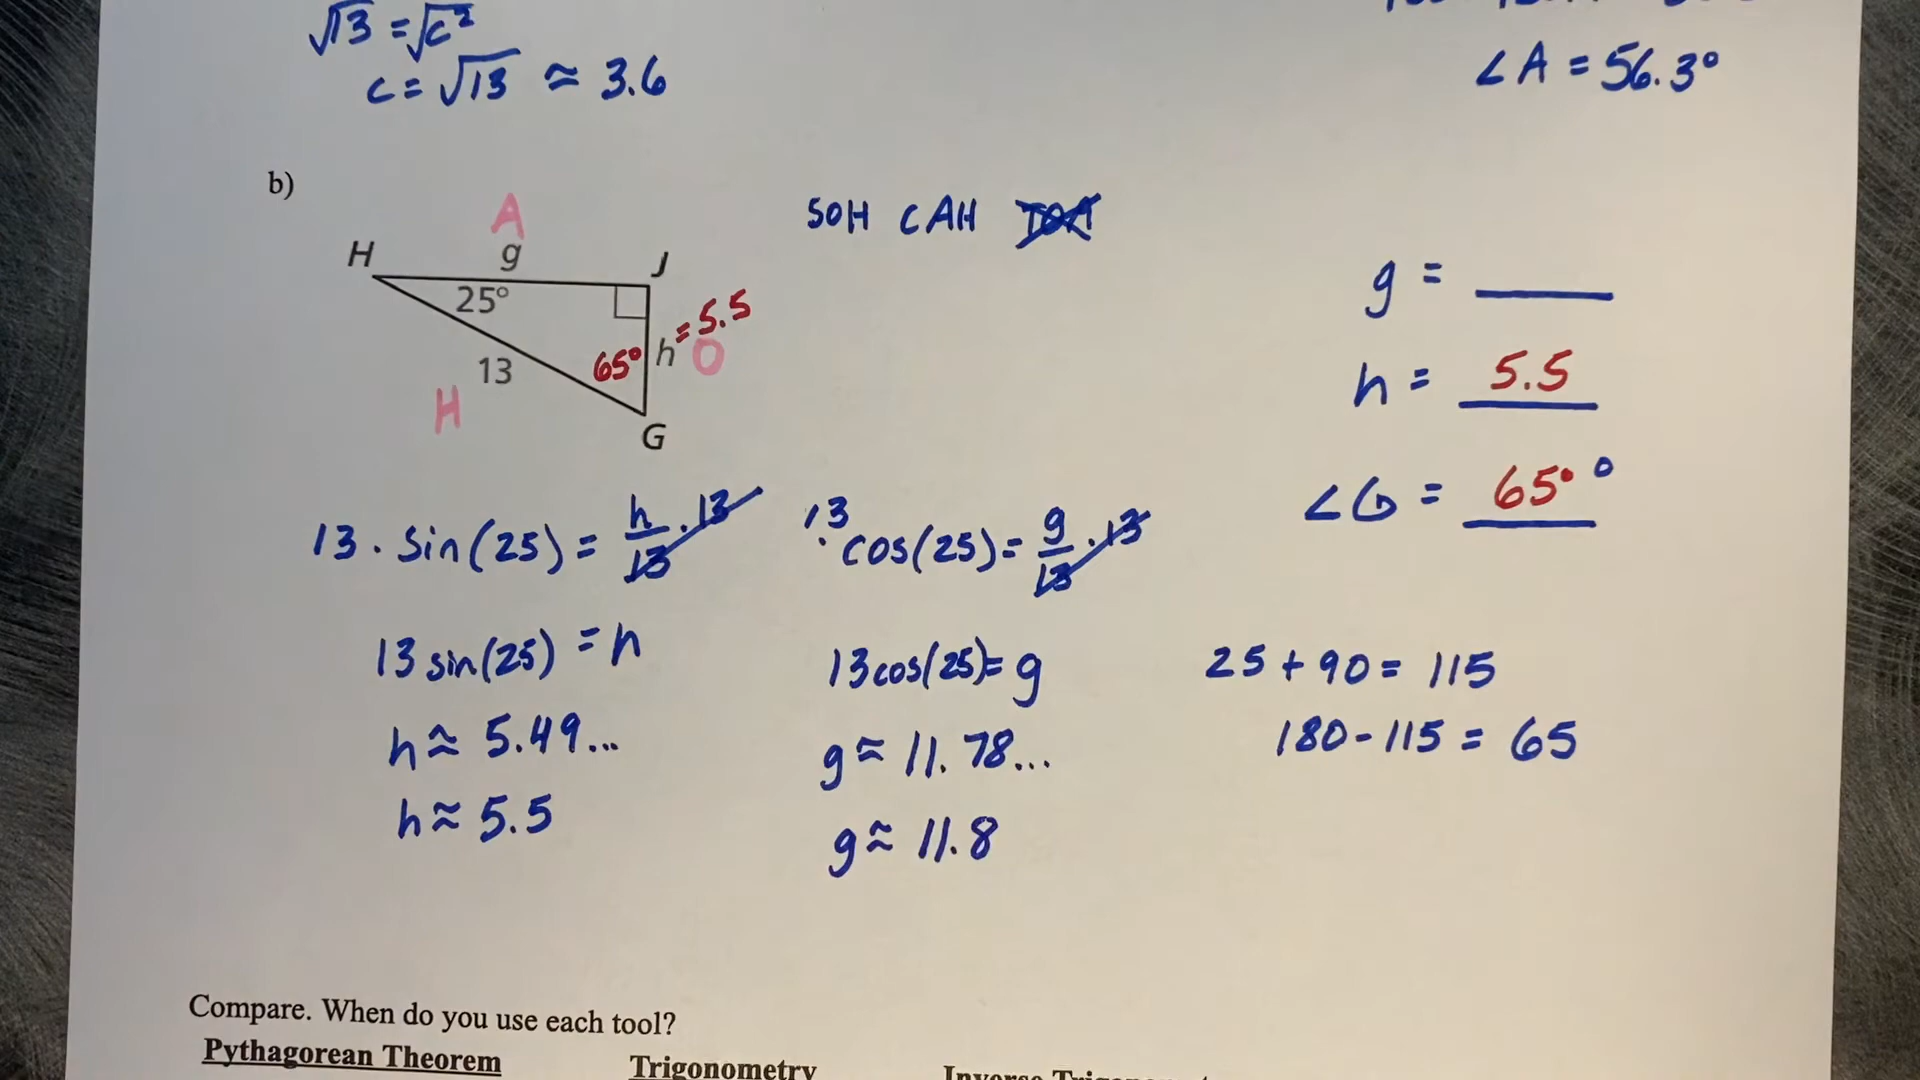 √13 = √c²
c = √13 ≈ 3.6
∠A = 56.3°
b)
A
H g J
25°
= 5.5
65° h O
13
H
G
SOH CAH TOA
g =
h = 5.5
∠G = 65° °
13 · sin(25) = h/13 · 13
13 sin(25) = h
h ≈ 5.49...
h ≈ 5.5
13 · cos(25) = g/13 · 13
13cos(25) = g
g ≈ 11.78...
g ≈ 11.8
25 + 90 = 115
180 - 115 = 65
Compare. When do you use each tool?
Pythagorean Theorem Trigonometry